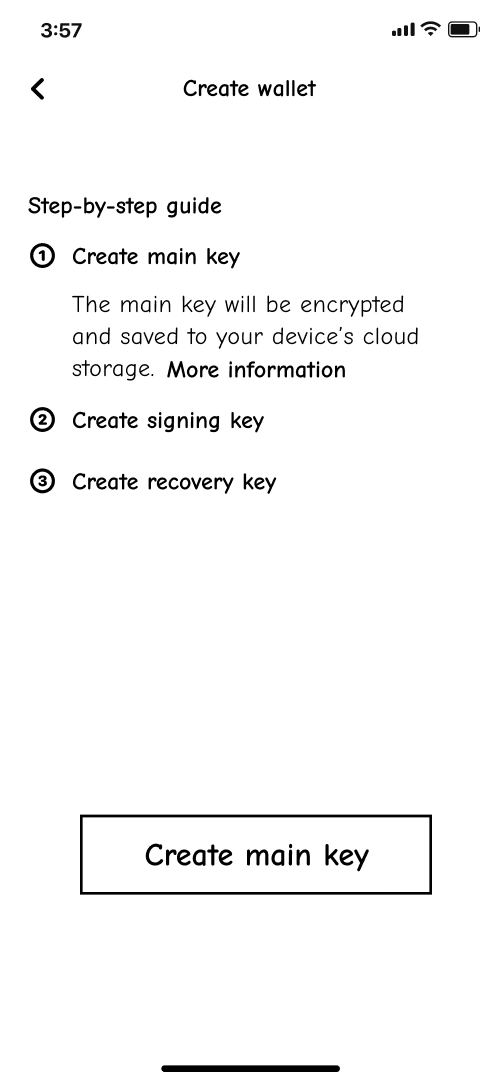 3:57
Create wallet
Step-by-step guide
1 Create main key
The main key will be encrypted
and saved to your device's cloud
storage. More information
2 Create signing key
3 Create recovery key
Create main key